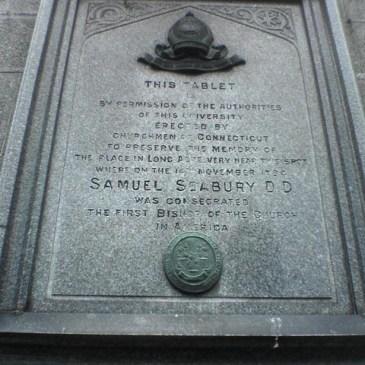 THIS TABLET
IS
BY PERMISSION OF THE AUTHORITIES
OF THIS UNIVERSITY
ERECTED BY
CHURCHMEN OF CONNECTICUT
TO PRESERVE THE MEMORY OF
THE PLACE IN LONG ACRE VERY NEAR THIS SPOT
WHERE ON THE NOVEMBER
SAMUEL SEABURY D.D
WAS CONSECRATED
THE FIRST BISHOP OF THE CHURCH
IN AMERICA